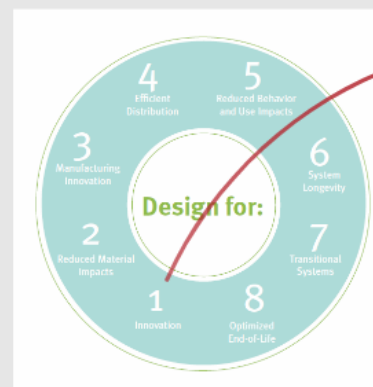 Design for:
1
Innovation
2
Reduced Material
Impacts
3
Manufacturing
Innovation
4
Efficient
Distribution
5
Reduced Behavior
and Use Impacts
6
System
Longevity
7
Transitional
Systems
8
Optimized
End-of-Life